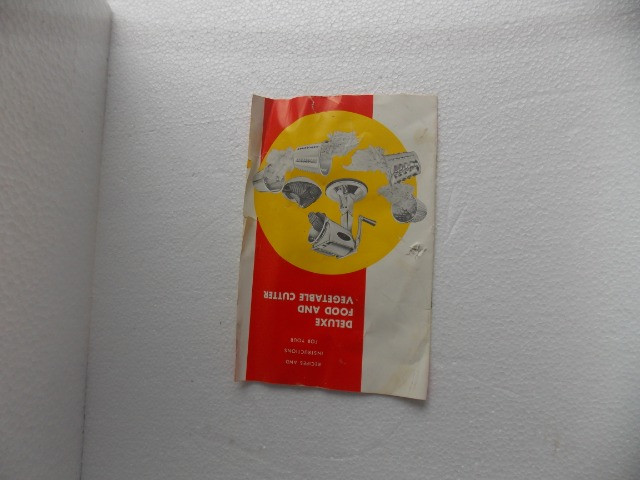 RECIPES AND
INSTRUCTIONS
FOR YOUR
DELUXE
FOOD AND
VEGETABLE CUTTER